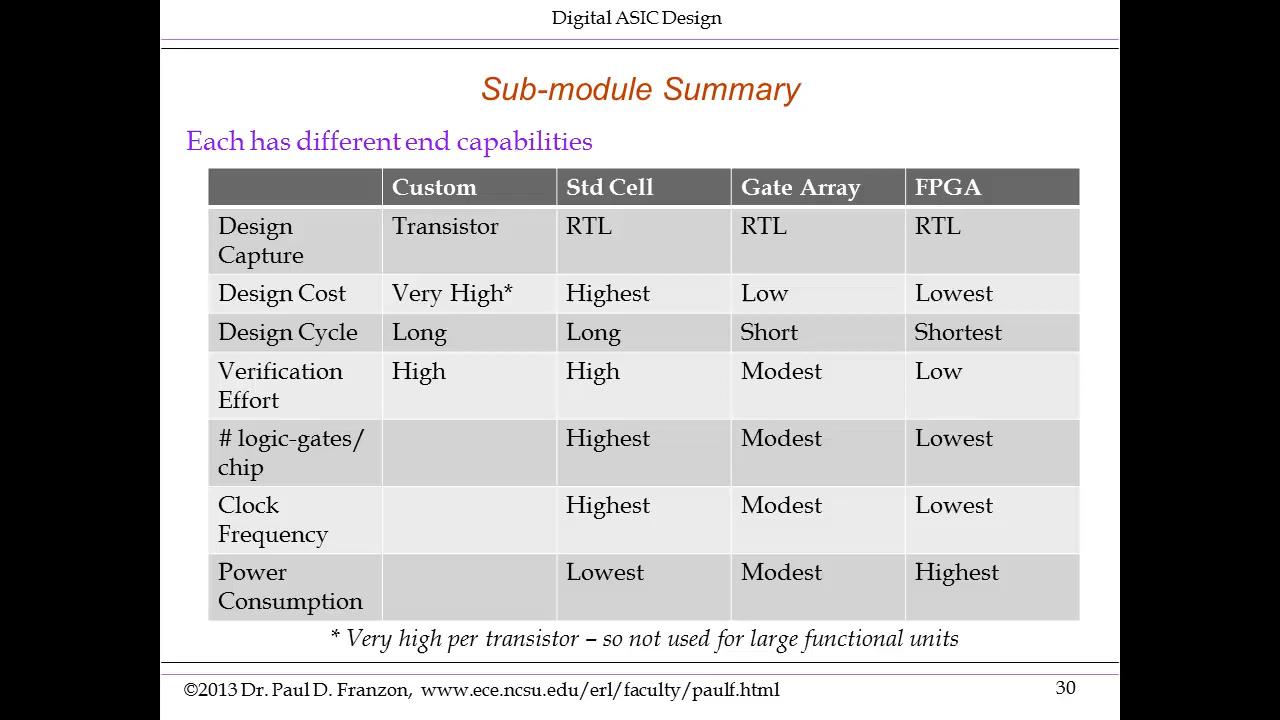 Digital ASIC Design
Sub-module Summary
Each has different end capabilities
Custom Std Cell Gate Array FPGA
Design Capture Transistor RTL RTL RTL
Design Cost Very High* Highest Low Lowest
Design Cycle Long Long Short Shortest
Verification Effort High High Modest Low
# logic-gates/ chip Highest Modest Lowest
Clock Frequency Highest Modest Lowest
Power Consumption Lowest Modest Highest
* Very high per transistor – so not used for large functional units
©2013 Dr. Paul D. Franzon, www.ece.ncsu.edu/erl/faculty/paulf.html 30